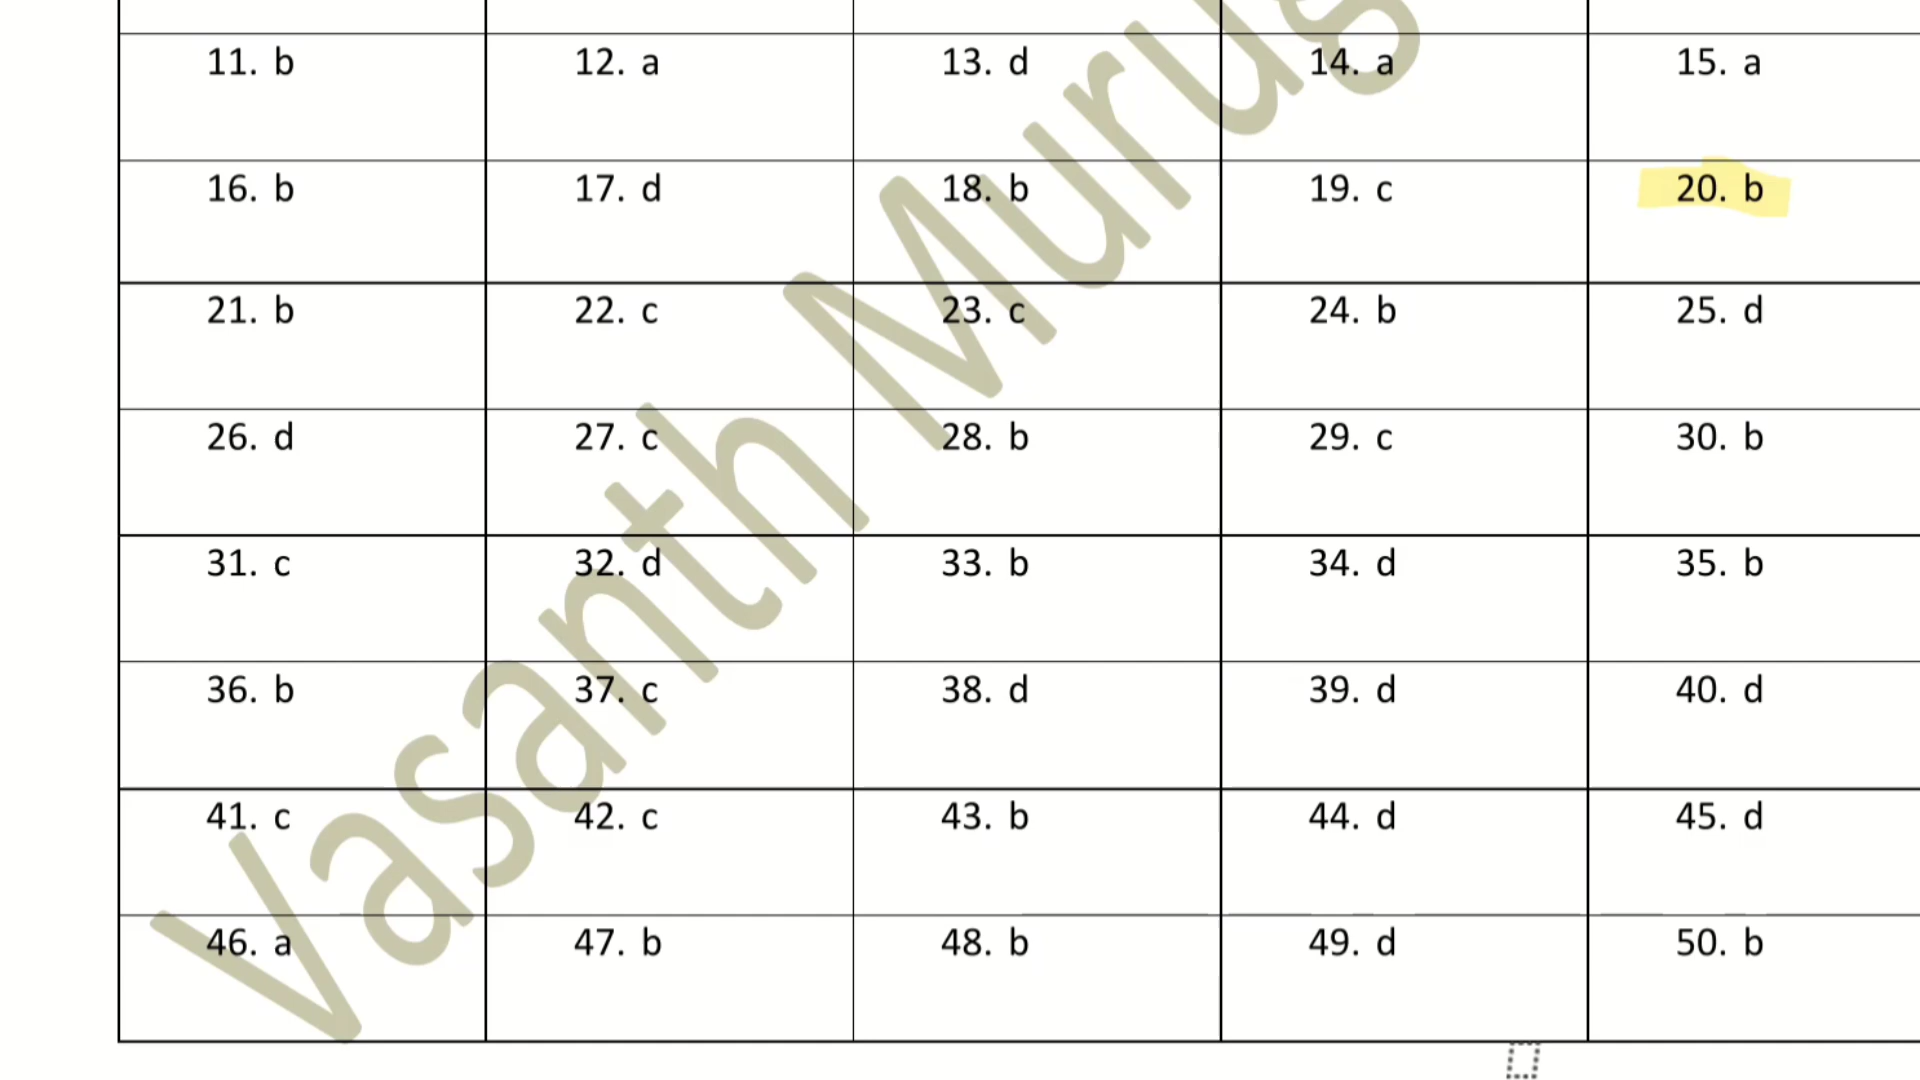 11. b 12. a 13. d 14. a 15. a
16. b 17. d 18. b 19. c 20. b
21. b 22. c 23. c 24. b 25. d
26. d 27. c 28. b 29. c 30. b
31. c 32. d 33. b 34. d 35. b
36. b 37. c 38. d 39. d 40. d
41. c 42. c 43. b 44. d 45. d
46. a 47. b 48. b 49. d 50. b
Vasanth Murug